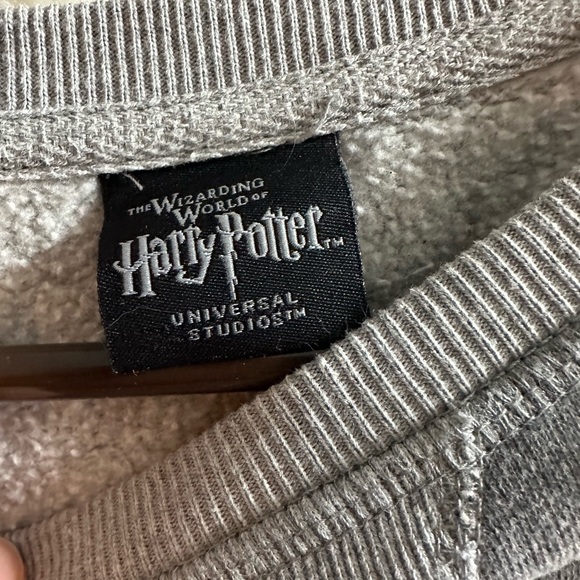 THE WIZARDING
WORLD OF
Harry Potter™
UNIVERSAL
STUDIOS™